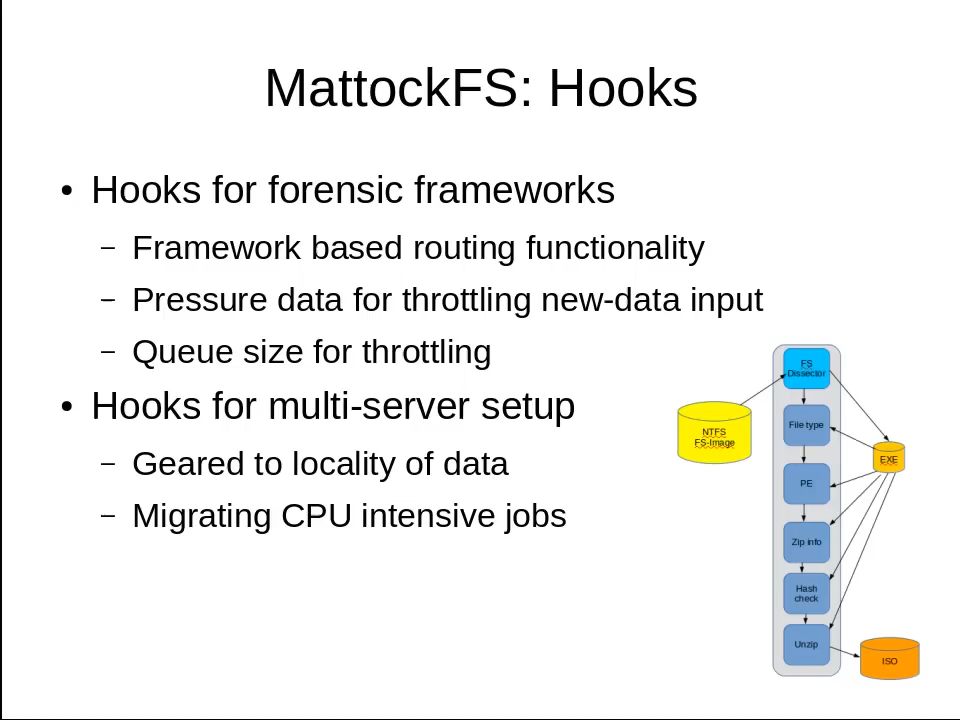 MattockFS: Hooks
● Hooks for forensic frameworks
– Framework based routing functionality
– Pressure data for throttling new-data input
– Queue size for throttling
● Hooks for multi-server setup
– Geared to locality of data
– Migrating CPU intensive jobs
FS
Dissector
File type
NTFS
FS-Image
EXE
PE
Zip info
Hash
check
Unzip
ISO